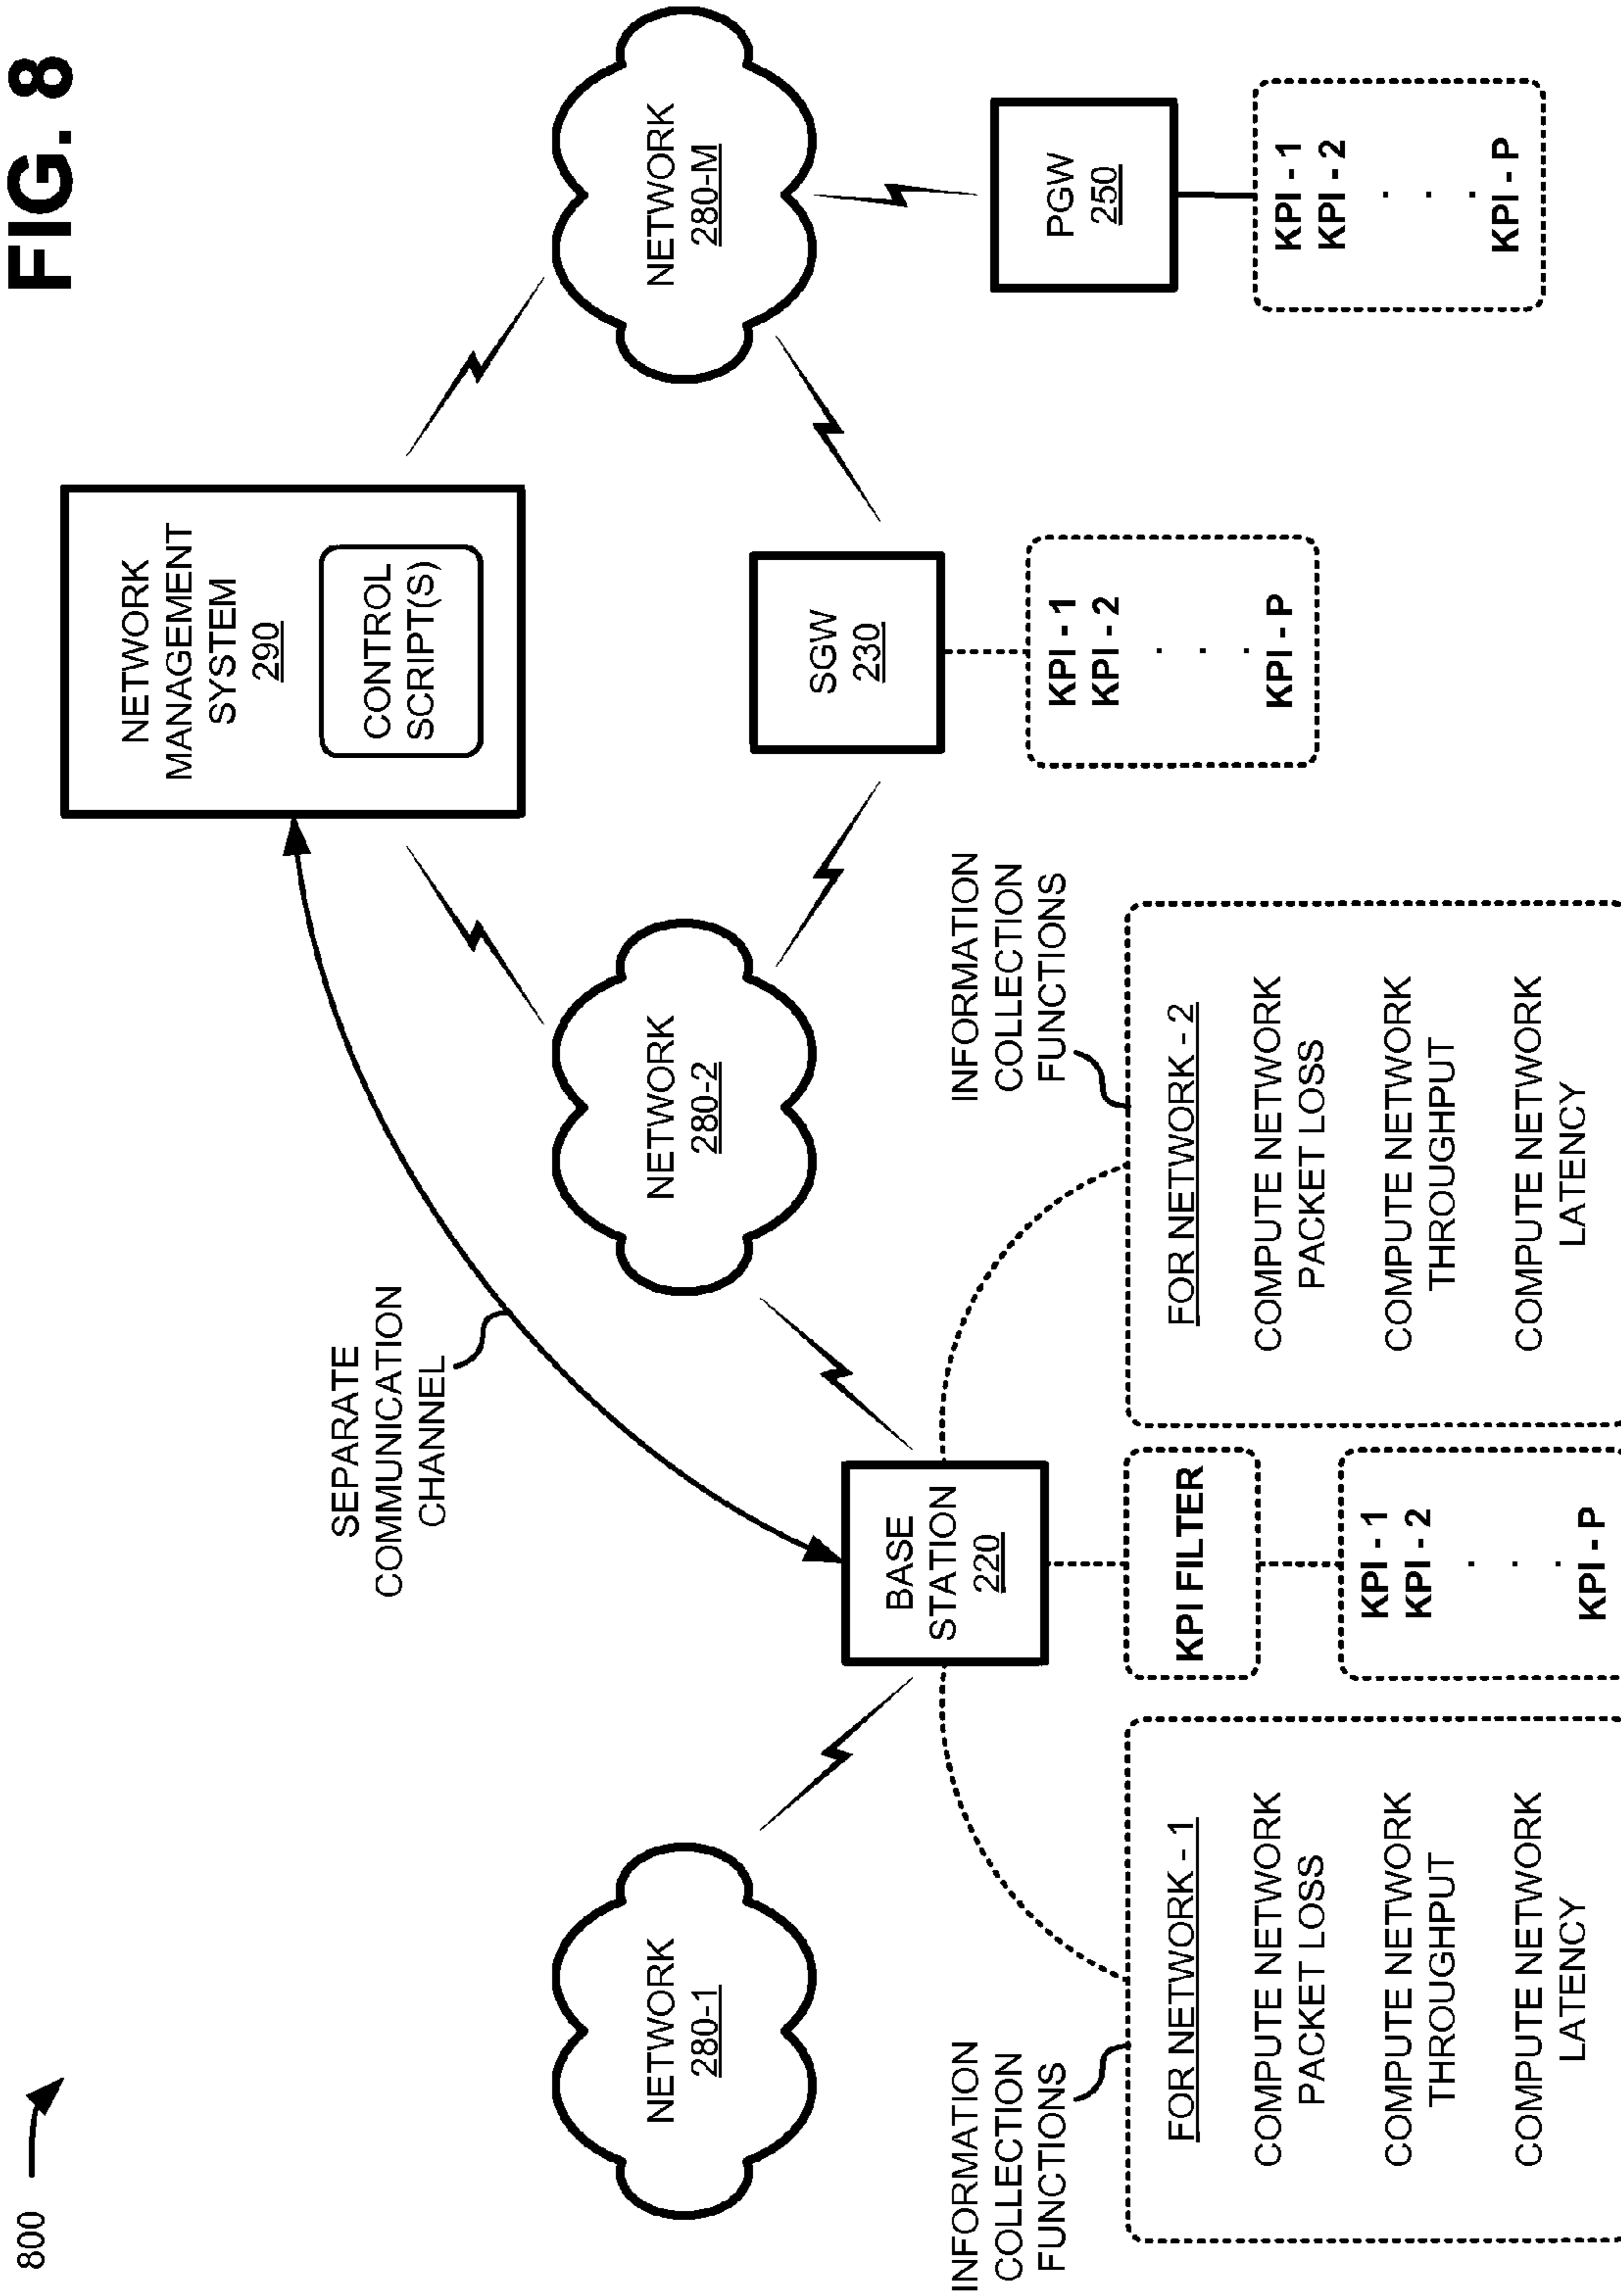 800
FIG. 8
NETWORK
MANAGEMENT
SYSTEM
290
CONTROL
SCRIPT(S)
SEPARATE
COMMUNICATION
CHANNEL
NETWORK
280-1
NETWORK
280-2
NETWORK
280-M
BASE
STATION
220
SGW
230
PGW
250
INFORMATION
COLLECTION
FUNCTIONS
FOR NETWORK - 1
COMPUTE NETWORK
PACKET LOSS
COMPUTE NETWORK
THROUGHPUT
COMPUTE NETWORK
LATENCY
KPI FILTER
KPI - 1
KPI - 2
.
.
.
KPI - P
INFORMATION
COLLECTION
FUNCTIONS
FOR NETWORK - 2
COMPUTE NETWORK
PACKET LOSS
COMPUTE NETWORK
THROUGHPUT
COMPUTE NETWORK
LATENCY
KPI - 1
KPI - 2
.
.
.
KPI - P
KPI - 1
KPI - 2
.
.
.
KPI - P